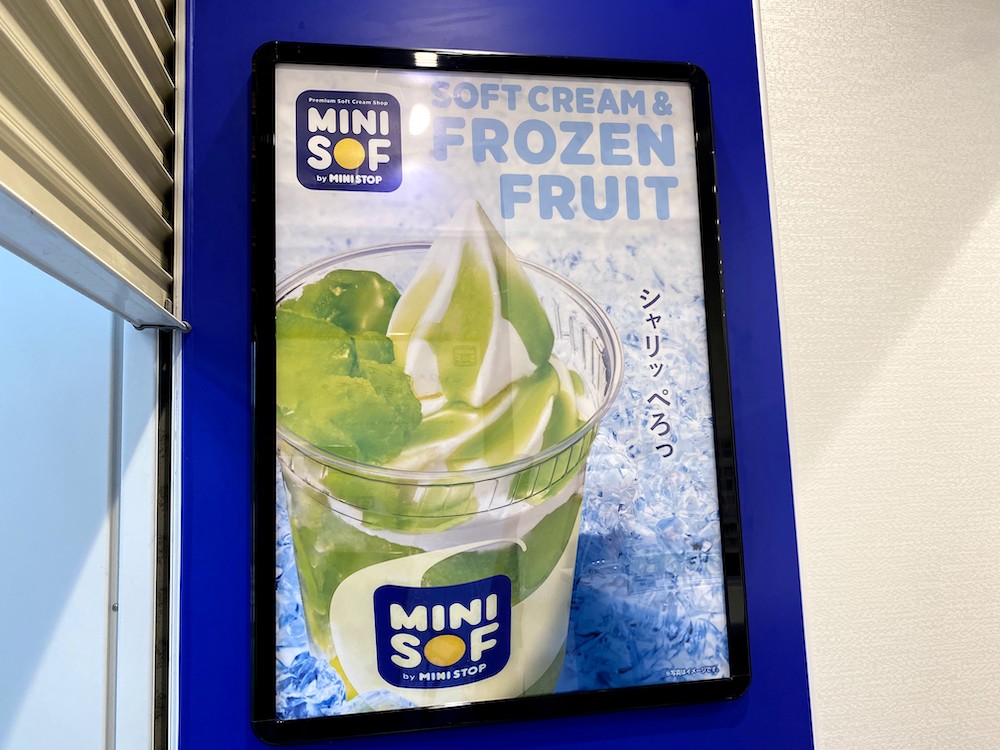 Premium Soft Cream Shop
MINI
SOF
by MINISTOP
SOFT CREAM &
FROZEN
FRUIT
シャリッ ぺろっ
MINI
SOF
by MINISTOP
※写真はイメージです。